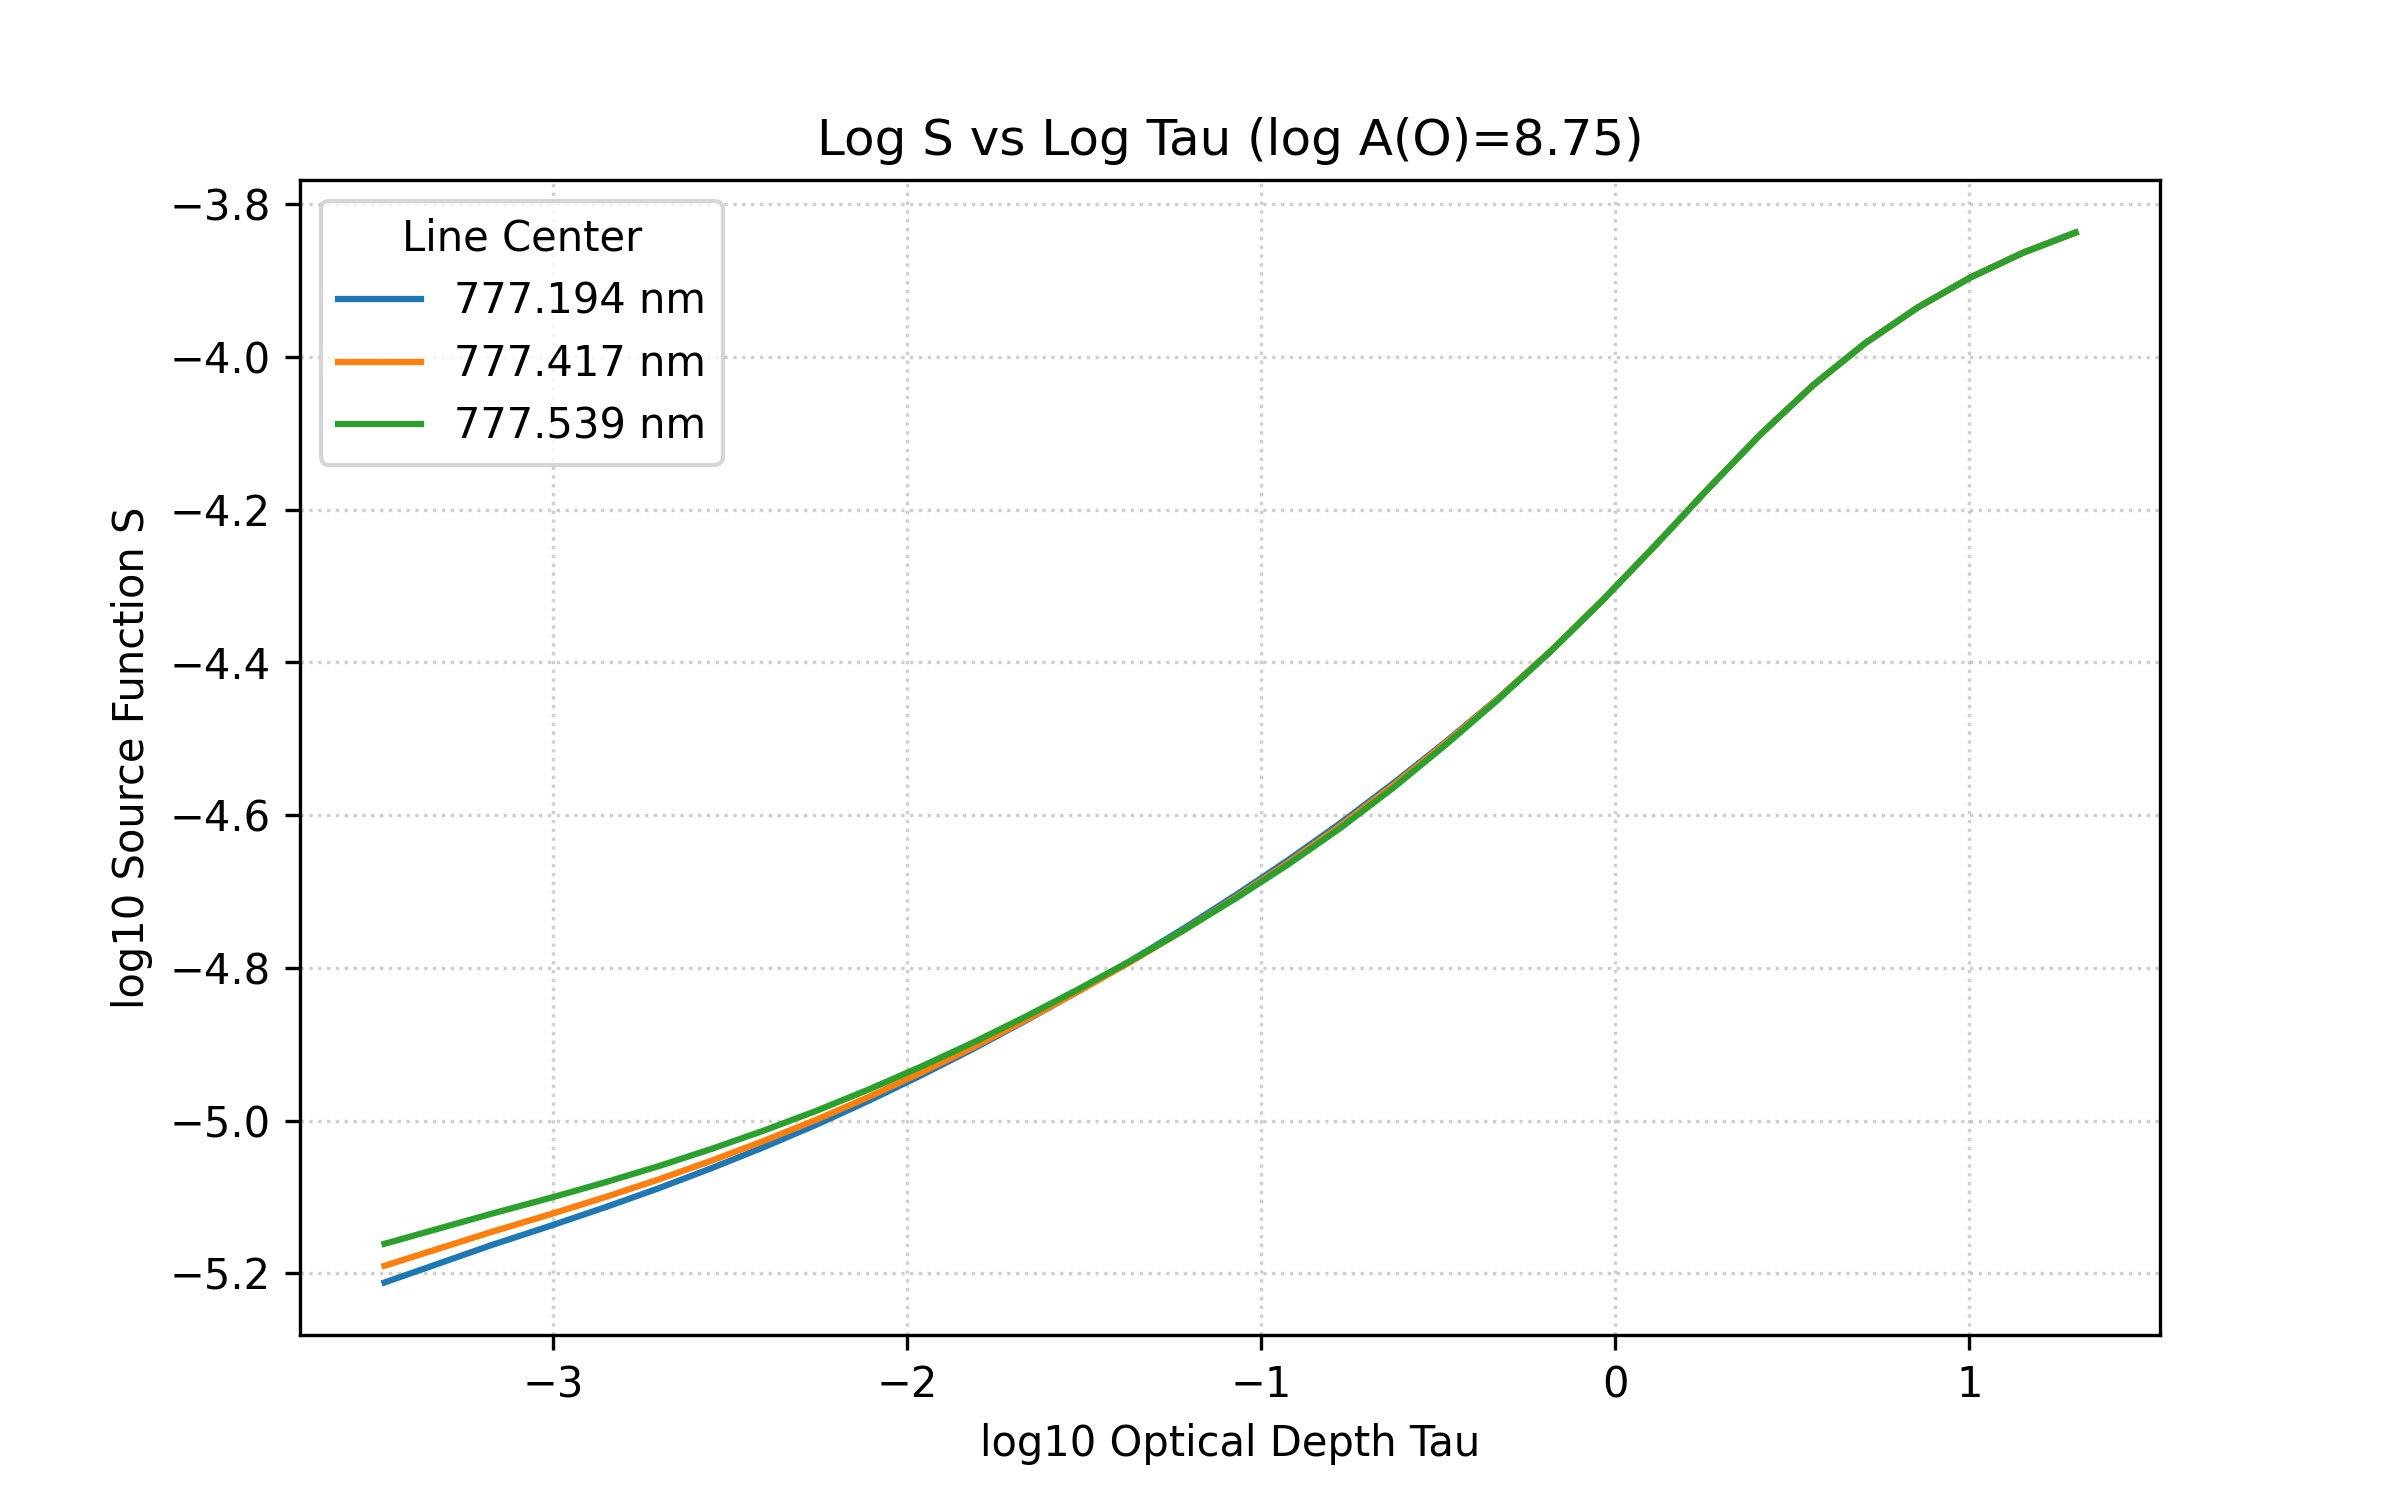 Log S vs Log Tau (log A(O)=8.75)
Line Center
777.194 nm
777.417 nm
777.539 nm
−3.8
−4.0
−4.2
−4.4
−4.6
−4.8
−5.0
−5.2
log10 Source Function S
−3
−2
−1
0
1
log10 Optical Depth Tau